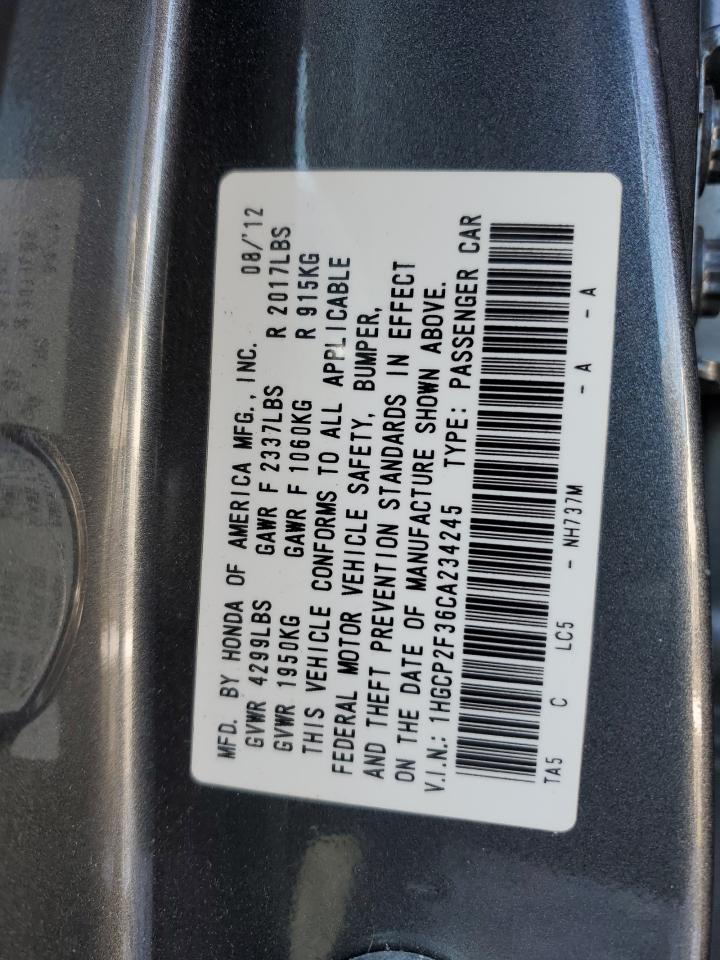 MFD. BY HONDA OF AMERICA MFG., INC. 08/'12
GVWR 4299LBS GAWR F 2337LBS R 2017LBS
GVWR 1950KG GAWR F 1060KG R 915KG
THIS VEHICLE CONFORMS TO ALL APPLICABLE
FEDERAL MOTOR VEHICLE SAFETY, BUMPER,
AND THEFT PREVENTION STANDARDS IN EFFECT
ON THE DATE OF MANUFACTURE SHOWN ABOVE.
V.I.N.: 1HGCP2F36CA234245 TYPE: PASSENGER CAR
TA5 C LC5 - NH737M - A - A